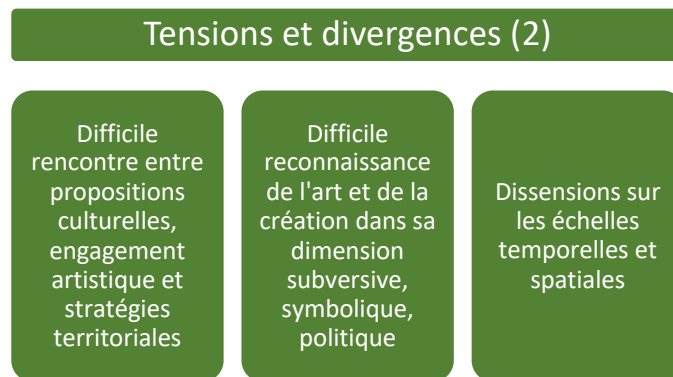 Tensions et divergences (2)
Difficile
rencontre entre
propositions
culturelles,
engagement
artistique et
stratégies
territoriales
Difficile
reconnaissance
de l'art et de la
création dans sa
dimension
subversive,
symbolique,
politique
Dissensions sur
les échelles
temporelles et
spatiales